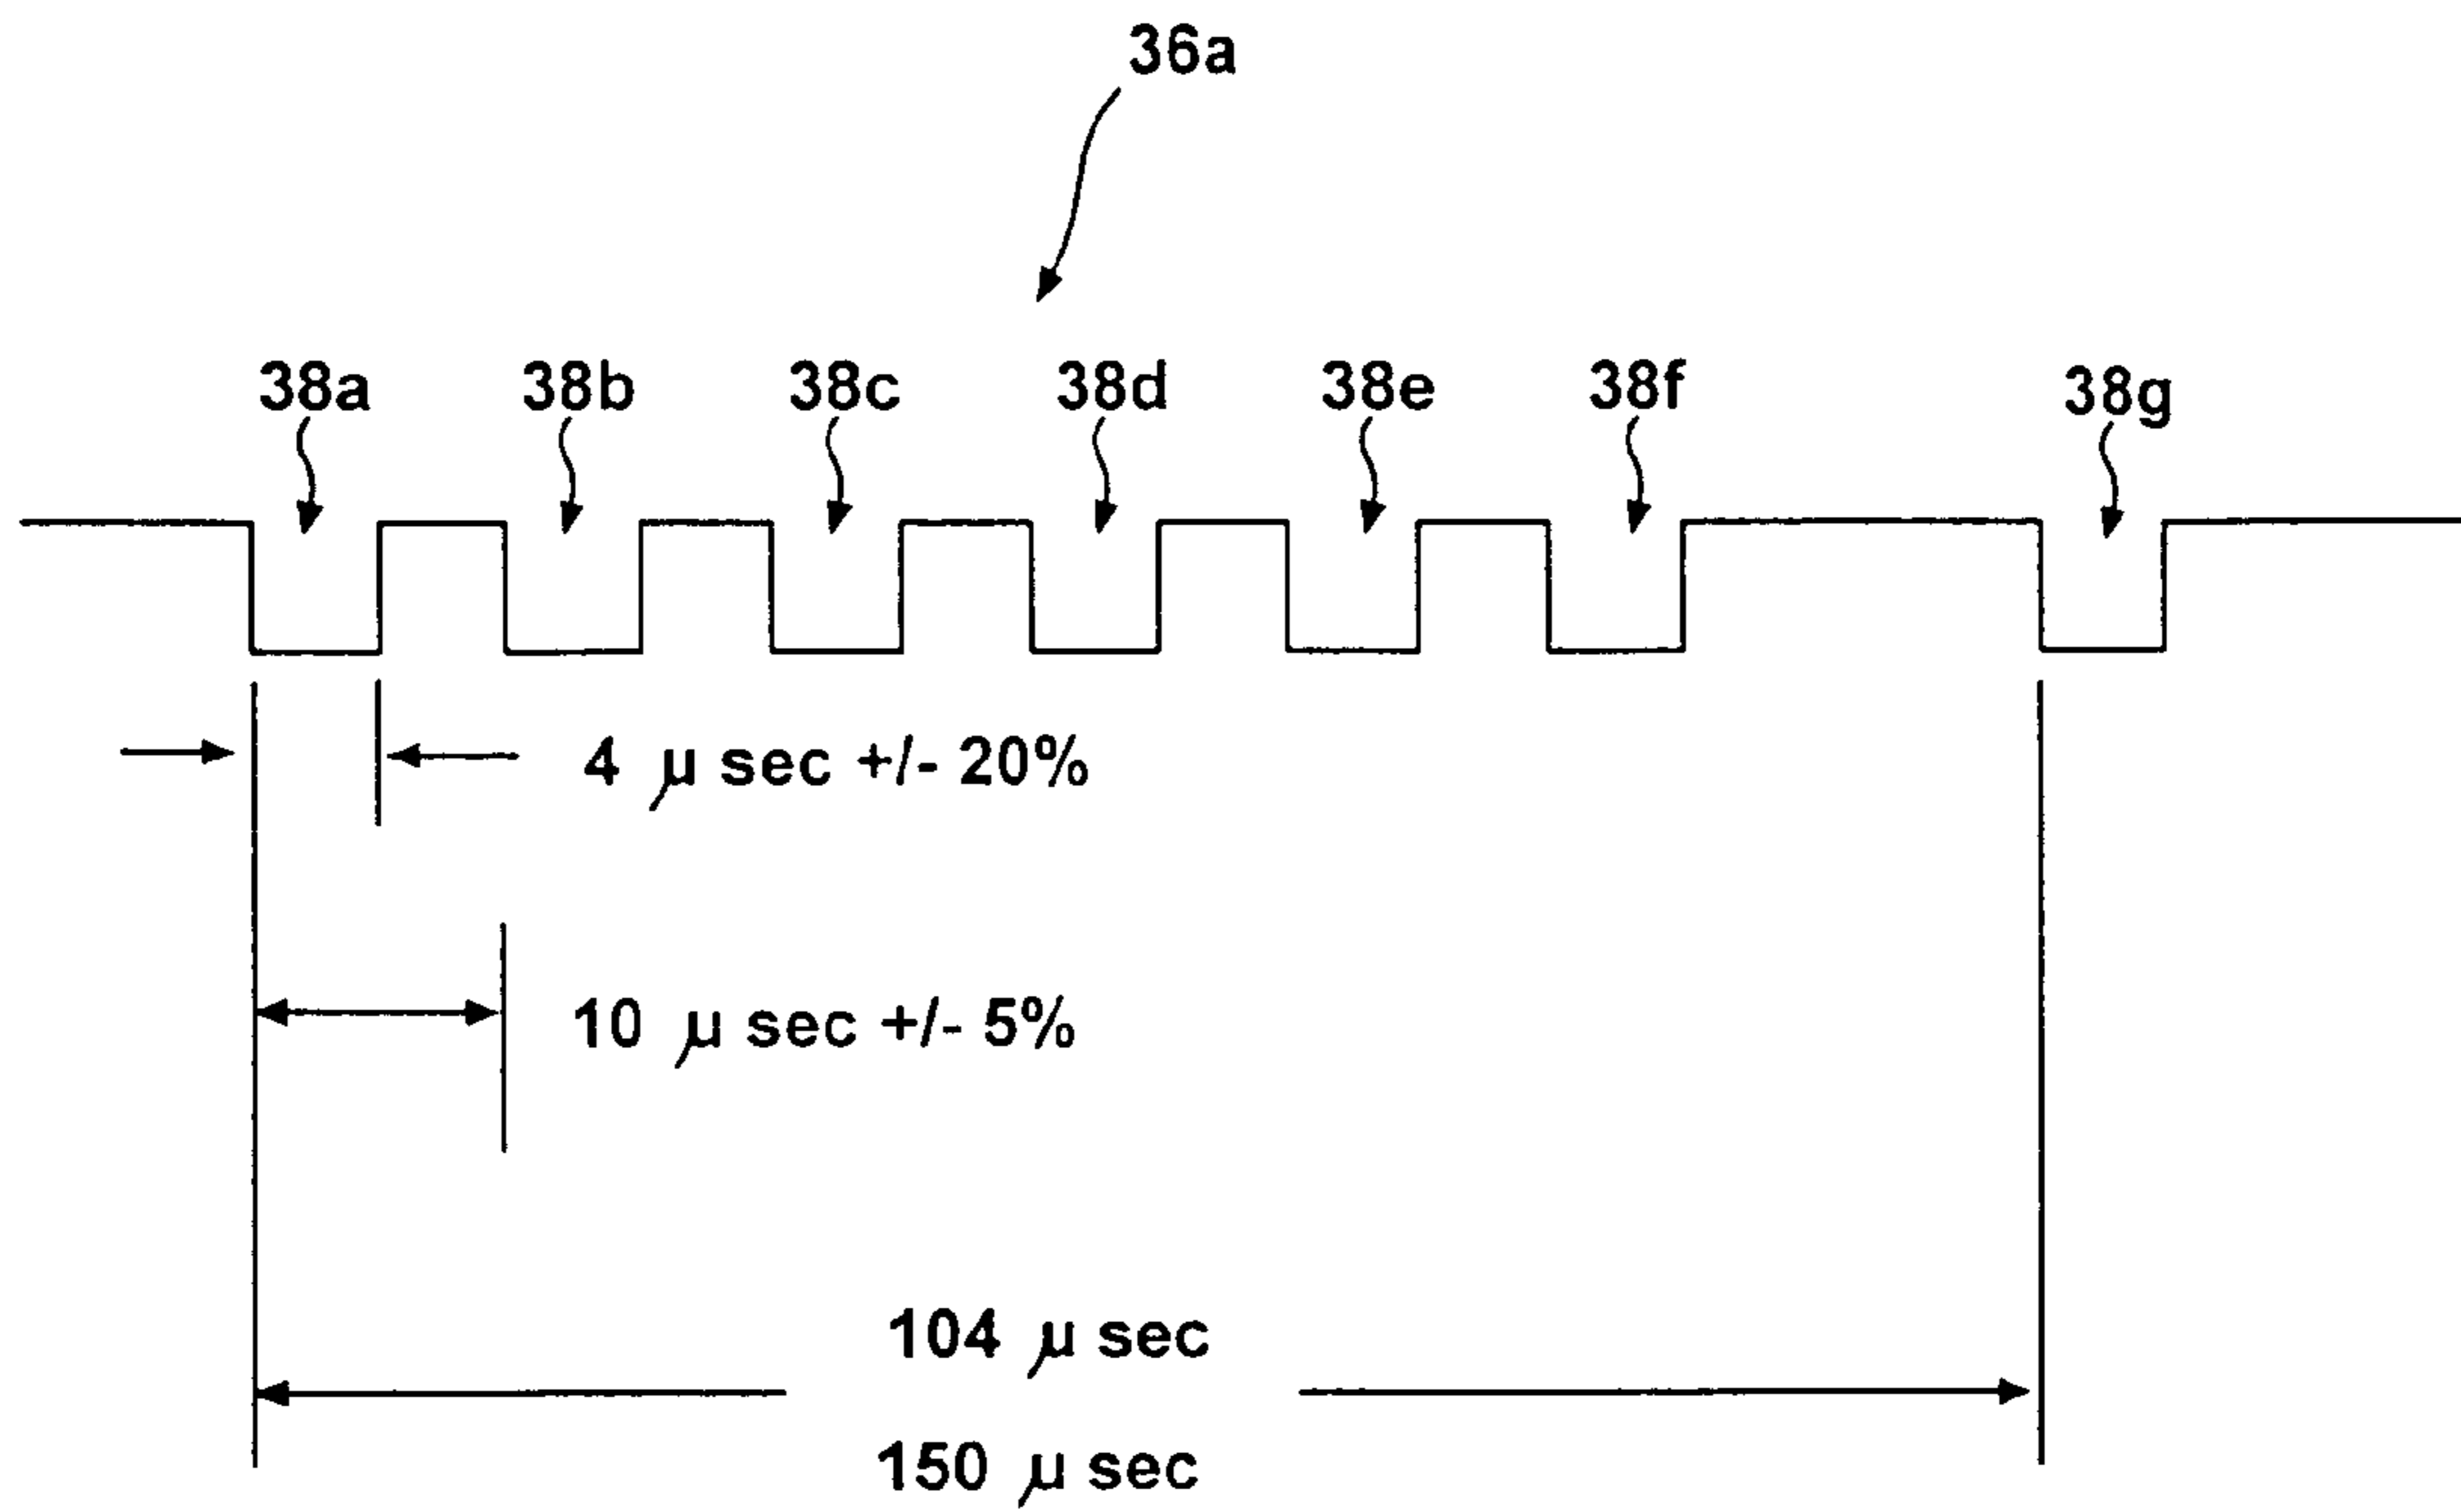 36a
38a 38b 38c 38d 38e 38f 38g
4 µ sec +/- 20%
10 µ sec +/- 5%
104 µ sec
150 µ sec